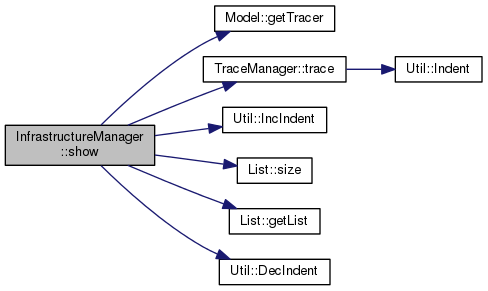 Model::getTracer
TraceManager::trace
Util::Indent
Util::IncIndent
InfrastructureManager
::show
List::size
List::getList
Util::DecIndent